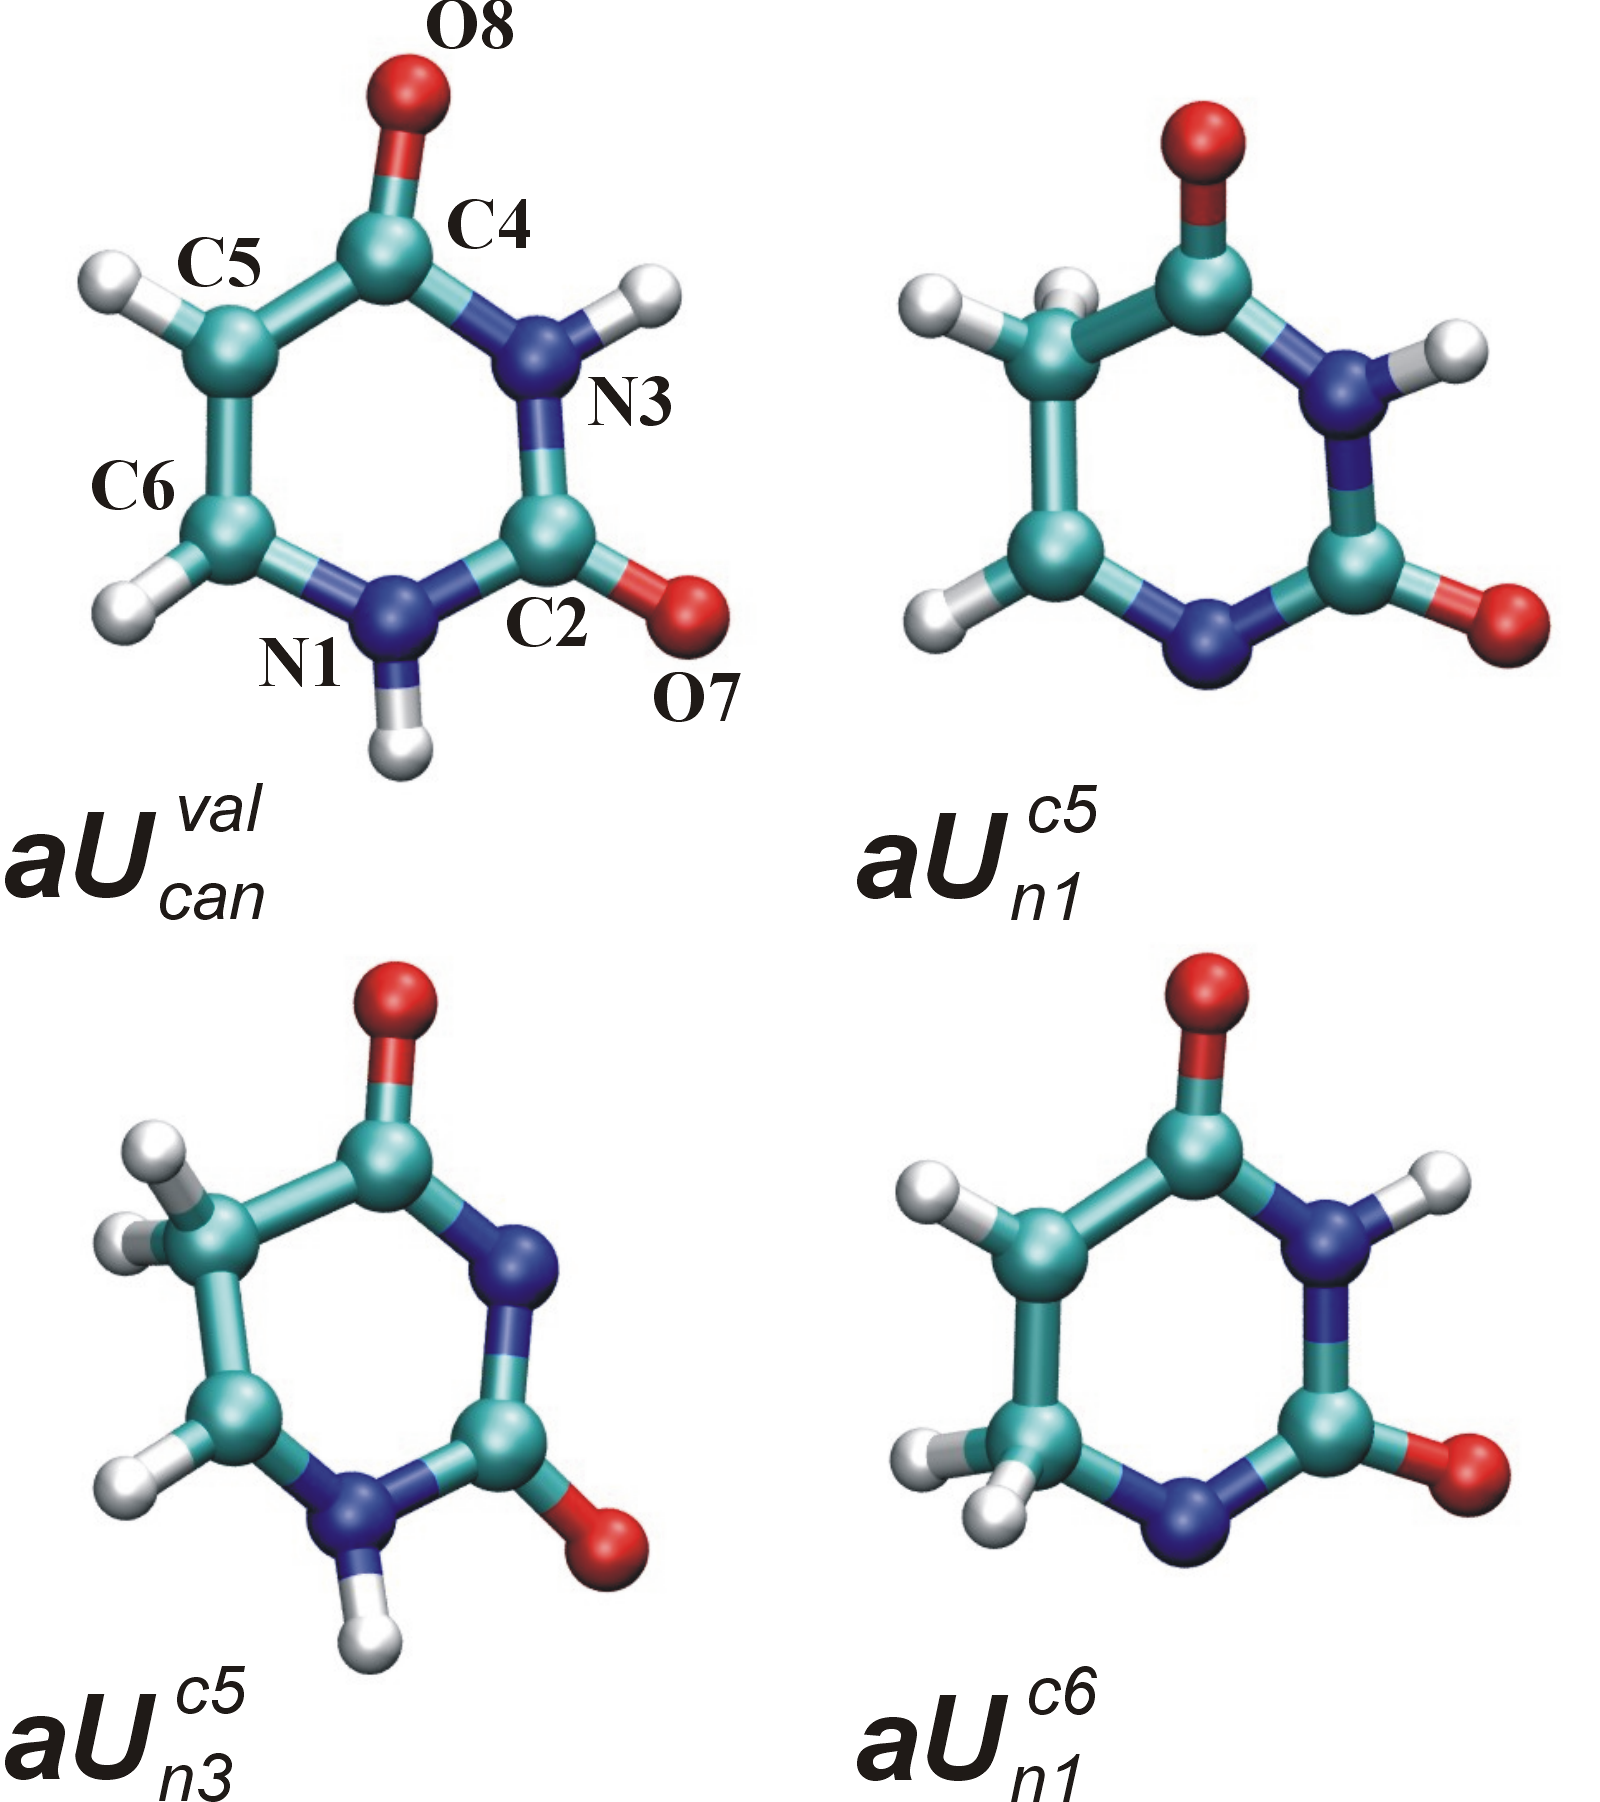 O8
C4
C5
N3
C6
C2
N1
O7
aU val can
aU c5 n1
aU c5 n3
aU c6 n1